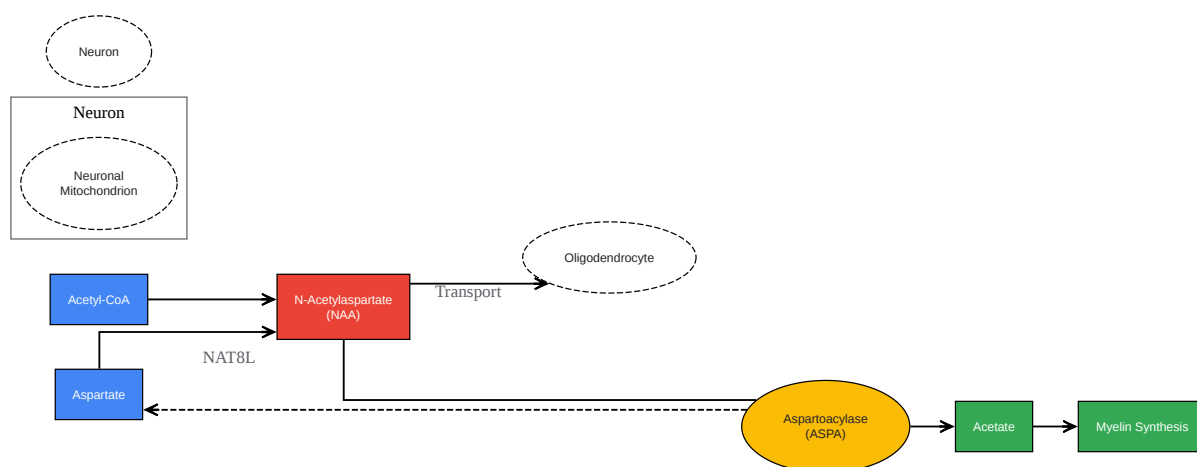 Neuron
Neuron
Neuronal
Mitochondrion
Oligodendrocyte
Acetyl-CoA
N-Acetylaspartate
(NAA)
Transport
NAT8L
Aspartate
Aspartoacylase
(ASPA)
Acetate
Myelin Synthesis